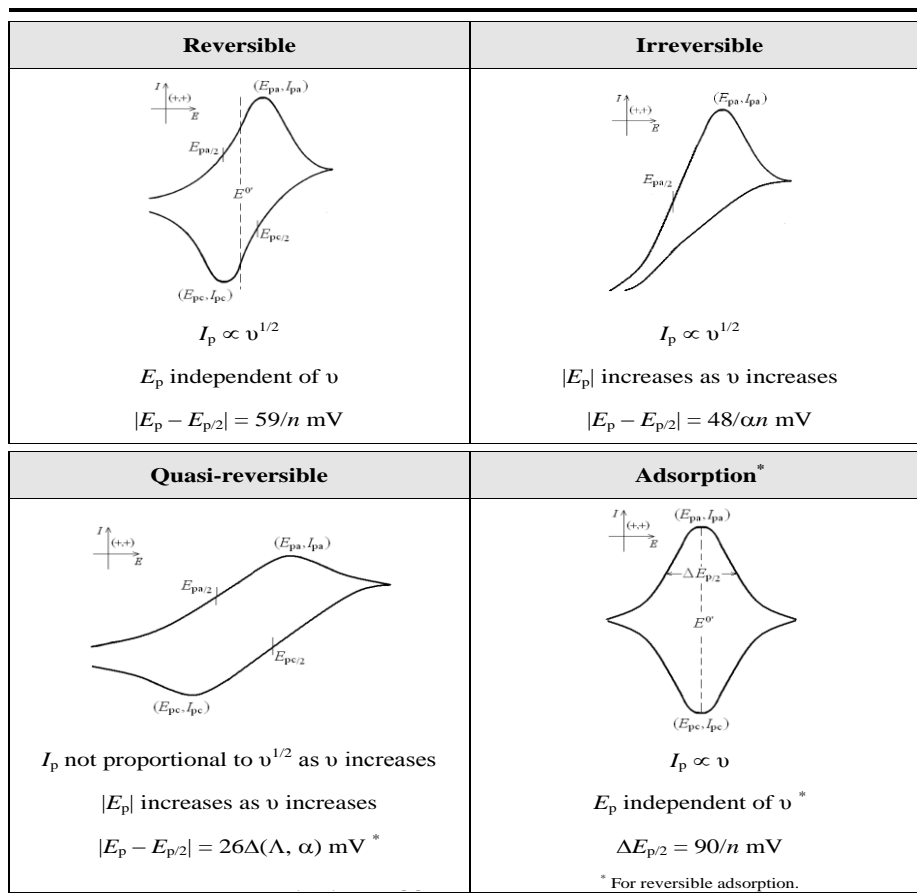 Reversible
Irreversible
I
(+,+)
E
(Epa, Ipa)
Epa/2
E0'
Epc/2
(Epc, Ipc)
I
(+,+)
E
(Epa, Ipa)
Epa/2
Ip ∝ υ1/2
Ep independent of υ
|Ep – Ep/2| = 59/n mV
Ip ∝ υ1/2
|Ep| increases as υ increases
|Ep – Ep/2| = 48/αn mV
Quasi-reversible
Adsorption*
I
(+,+)
E
(Epa, Ipa)
Epa/2
Epc/2
(Epc, Ipc)
I
(+,+)
E
(Epa, Ipa)
ΔEp/2
E0'
(Epc, Ipc)
Ip not proportional to υ1/2 as υ increases
|Ep| increases as υ increases
|Ep – Ep/2| = 26Δ(Λ, α) mV *
Ip ∝ υ
Ep independent of υ *
ΔEp/2 = 90/n mV
* For reversible adsorption.